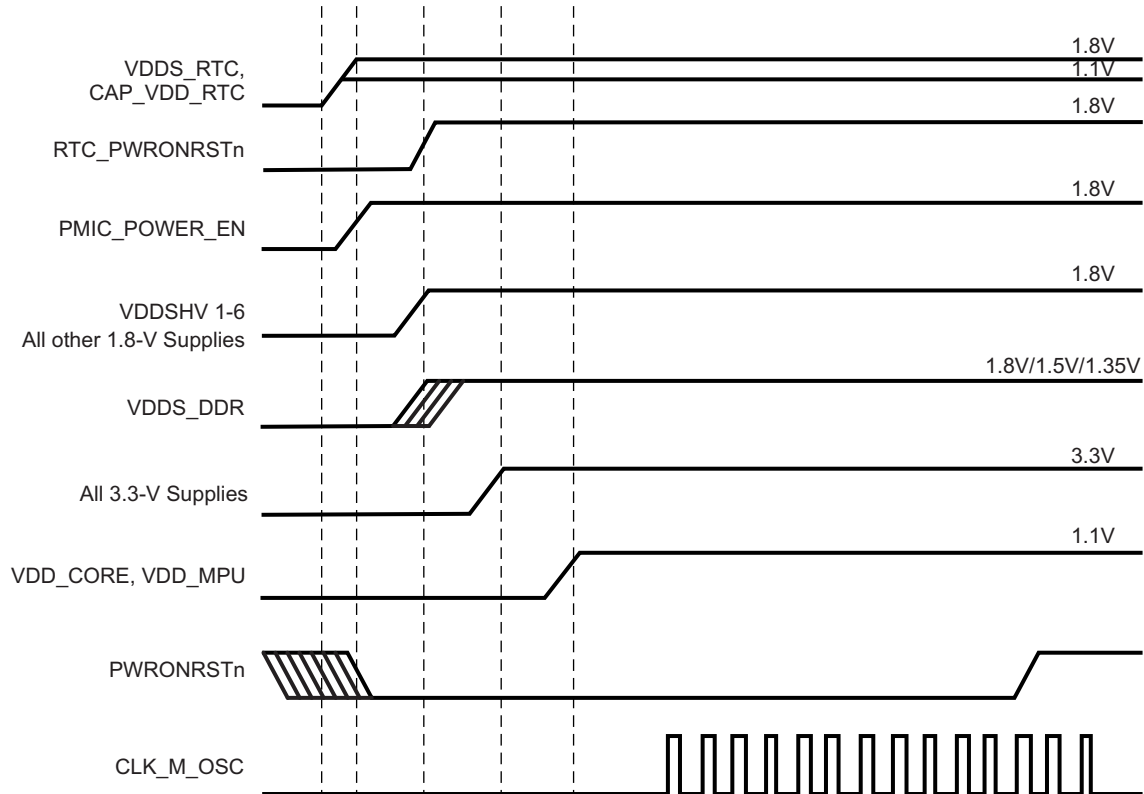 1.8V
VDDS_RTC,
1.1V
CAP_VDD_RTC
1.8V
RTC_PWRONRSTn
1.8V
PMIC_POWER_EN
1.8V
VDDSHV 1-6
All other 1.8-V Supplies
1.8V/1.5V/1.35V
VDDS_DDR
3.3V
All 3.3-V Supplies
1.1V
VDD_CORE, VDD_MPU
PWRONRSTn
CLK_M_OSC